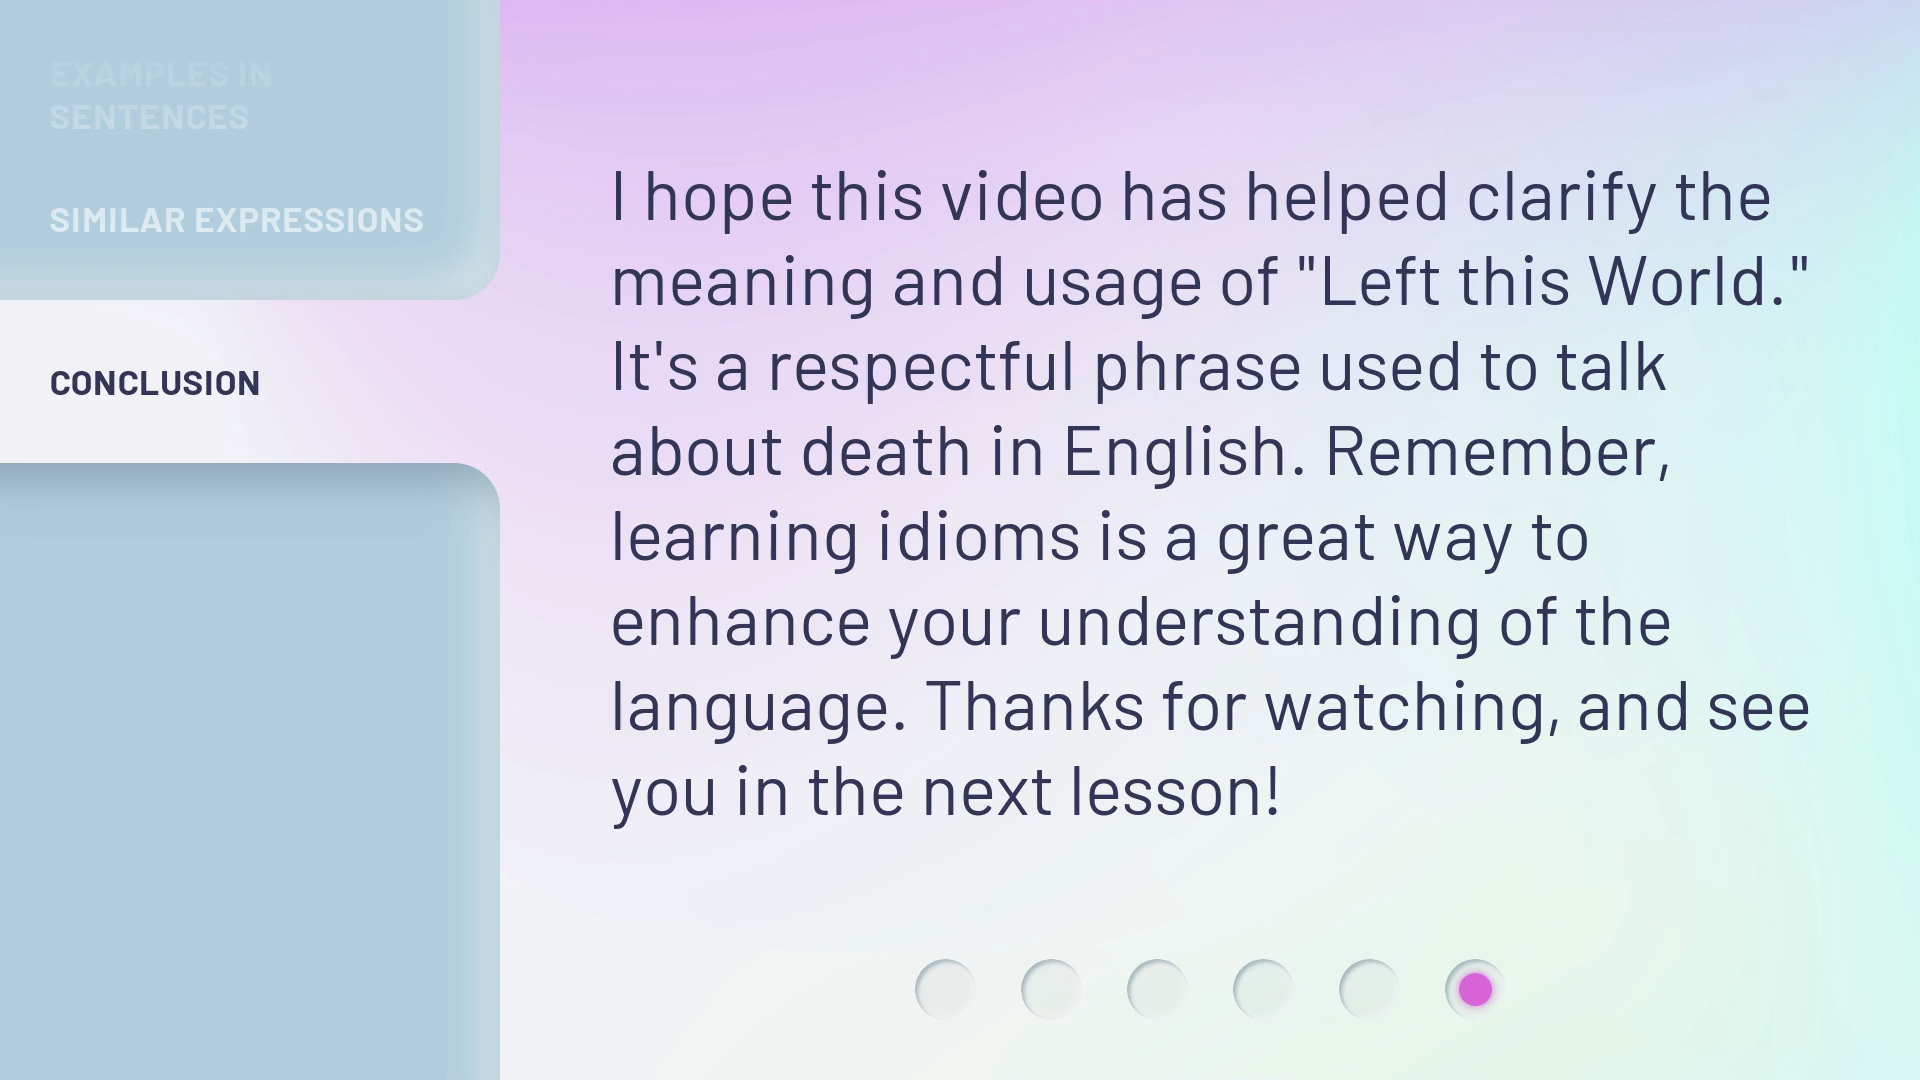 EXAMPLES IN
SENTENCES
SIMILAR EXPRESSIONS
CONCLUSION
I hope this video has helped clarify the
meaning and usage of "Left this World."
It's a respectful phrase used to talk
about death in English. Remember,
learning idioms is a great way to
enhance your understanding of the
language. Thanks for watching, and see
you in the next lesson!